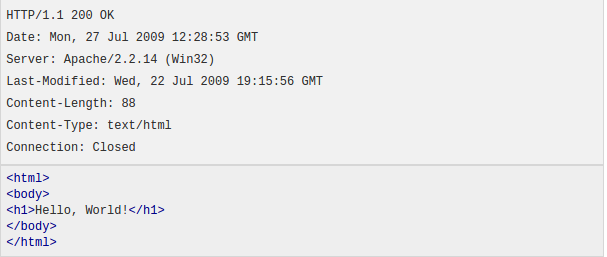 HTTP/1.1 200 OK
Date: Mon, 27 Jul 2009 12:28:53 GMT
Server: Apache/2.2.14 (Win32)
Last-Modified: Wed, 22 Jul 2009 19:15:56 GMT
Content-Length: 88
Content-Type: text/html
Connection: Closed
<html>
<body>
<h1>Hello, World!</h1>
</body>
</html>